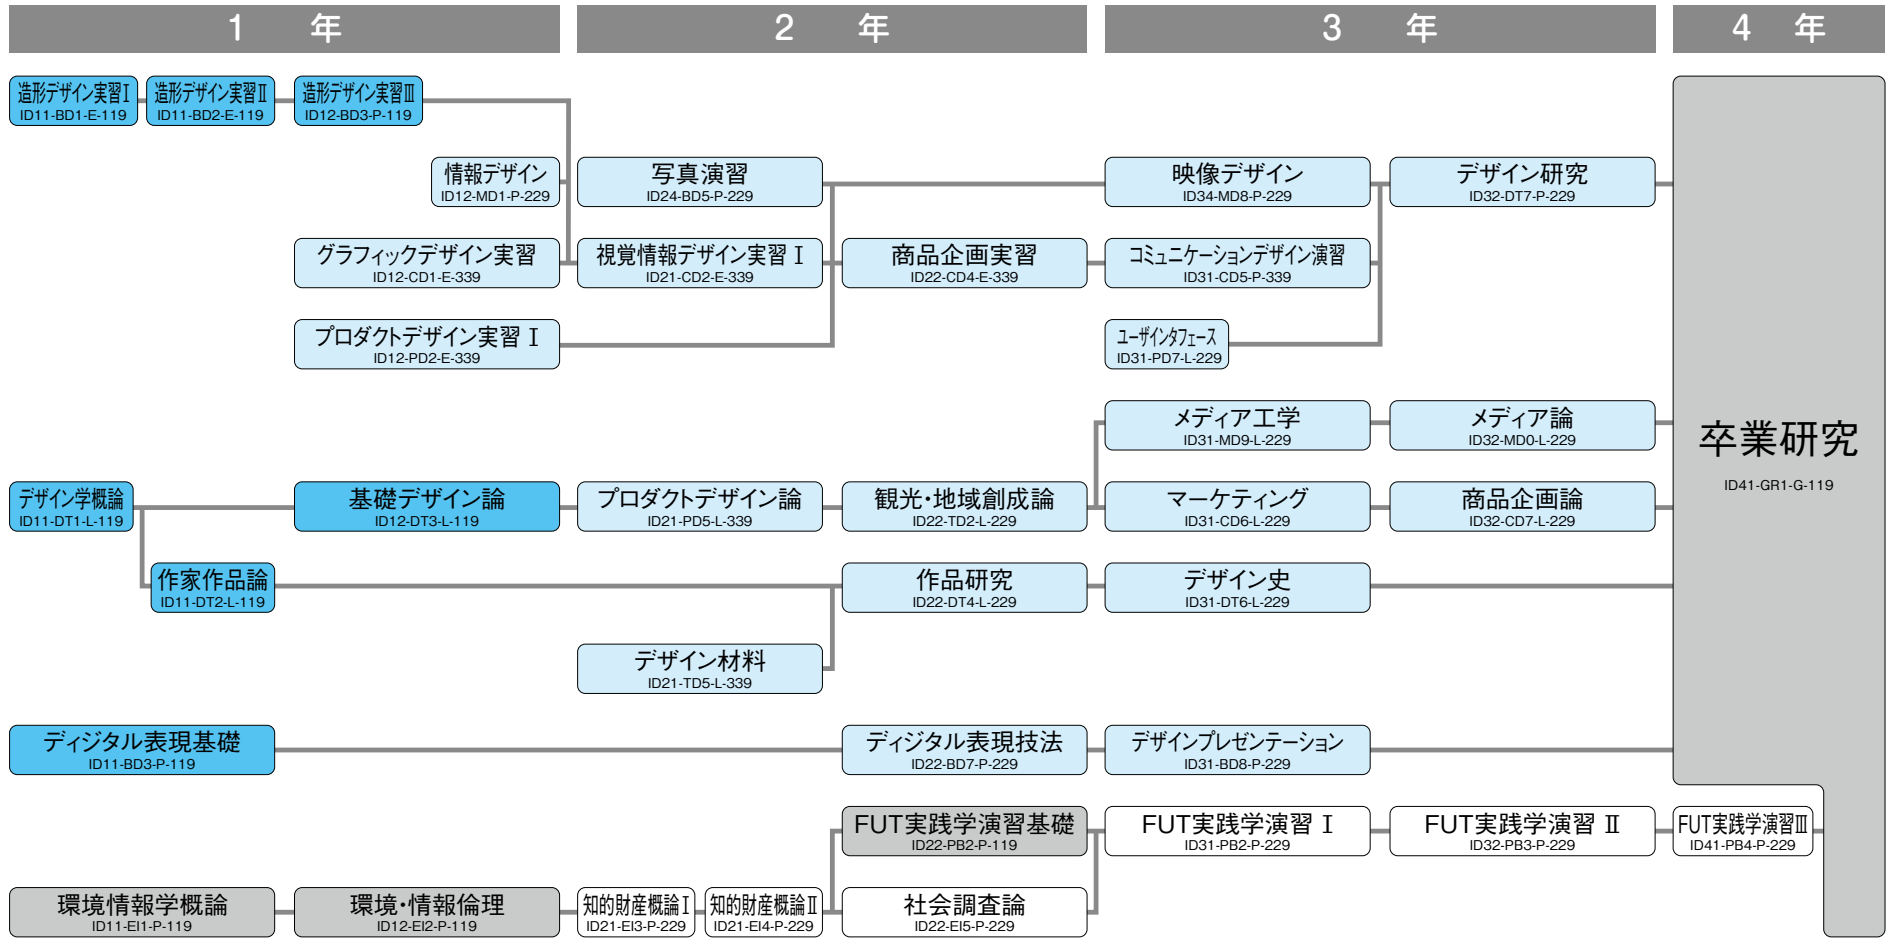 1 年
2 年
3 年
4 年
造形デザイン実習Ⅰ
ID11-BD1-E-119
造形デザイン実習Ⅱ
ID11-BD2-E-119
造形デザイン実習Ⅲ
ID12-BD3-P-119
情報デザイン
ID12-MD1-P-229
写真演習
ID24-BD5-P-229
映像デザイン
ID34-MD8-P-229
デザイン研究
ID32-DT7-P-229
グラフィックデザイン実習
ID12-CD1-E-339
視覚情報デザイン実習Ⅰ
ID21-CD2-E-339
商品企画実習
ID22-CD4-E-339
コミュニケーションデザイン演習
ID31-CD5-P-339
プロダクトデザイン実習Ⅰ
ID12-PD2-E-339
ユーザインタフェース
ID31-PD7-L-229
メディア工学
ID31-MD9-L-229
メディア論
ID32-MD0-L-229
卒業研究
ID41-GR1-G-119
デザイン学概論
ID11-DT1-L-119
基礎デザイン論
ID12-DT3-L-119
プロダクトデザイン論
ID21-PD5-L-339
観光・地域創成論
ID22-TD2-L-229
マーケティング
ID31-CD6-L-229
商品企画論
ID32-CD7-L-229
作家作品論
ID11-DT2-L-119
作品研究
ID22-DT4-L-229
デザイン史
ID31-DT6-L-229
デザイン材料
ID21-TD5-L-339
ディジタル表現基礎
ID11-BD3-P-119
ディジタル表現技法
ID22-BD7-P-229
デザインプレゼンテーション
ID31-BD8-P-229
FUT実践学演習基礎
ID22-PB2-P-119
FUT実践学演習Ⅰ
ID31-PB2-P-229
FUT実践学演習Ⅱ
ID32-PB3-P-229
FUT実践学演習Ⅲ
ID41-PB4-P-229
環境情報学概論
ID11-EI1-P-119
環境・情報倫理
ID12-EI2-P-119
知的財産概論Ⅰ
ID21-EI3-P-229
知的財産概論Ⅱ
ID21-EI4-P-229
社会調査論
ID22-EI5-P-229